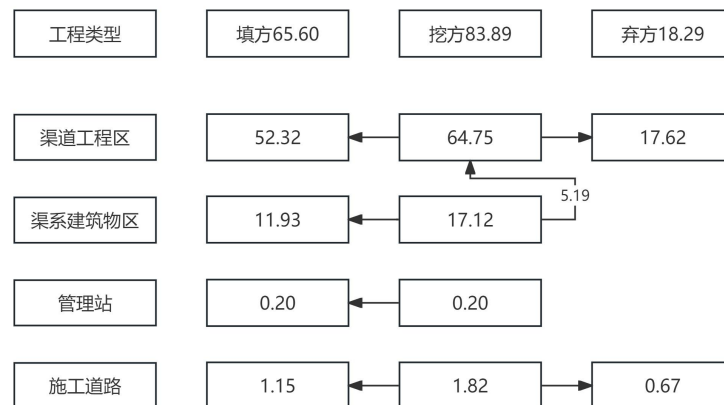 工程类型
填方65.60
挖方83.89
弃方18.29
渠道工程区
52.32
64.75
17.62
5.19
渠系建筑物区
11.93
17.12
管理站
0.20
0.20
施工道路
1.15
1.82
0.67